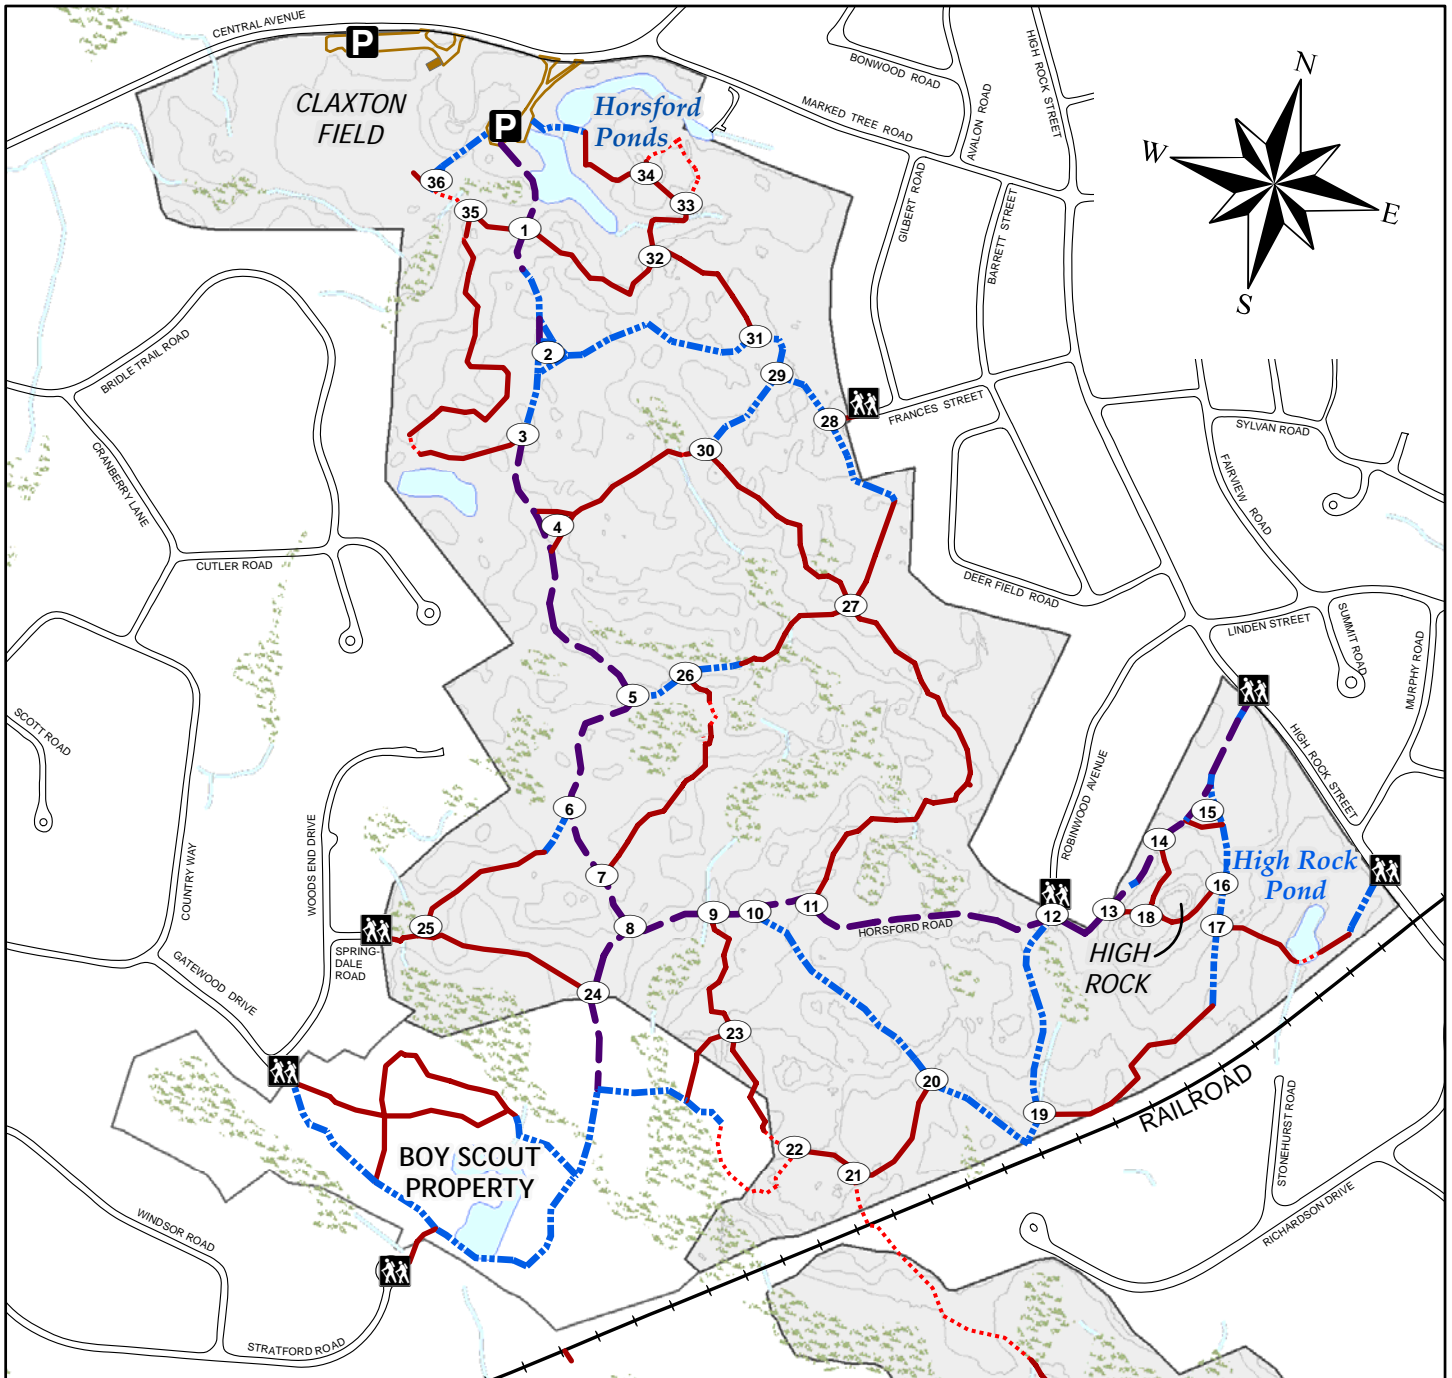 CENTRAL AVENUE
P
CLAXTON
FIELD
P
Horsford
Ponds
BONWOOD ROAD
MARKED TREE ROAD
AVALON ROAD
HIGH ROCK STREET
GILBERT ROAD
BARRETT STREET
N
W
E
S
36
35
1
34
33
32
31
2
29
28
FRANCES STREET
3
30
4
BRIDLE TRAIL ROAD
CRANBERRY LANE
CUTLER ROAD
SYLVAN ROAD
FAIRVIEW ROAD
DEER FIELD ROAD
LINDEN STREET
SUMMIT ROAD
MURPHY ROAD
27
26
5
SCOTT ROAD
HIGH ROCK STREET
ROBINWOOD AVENUE
6
15
14
7
High Rock
Pond
16
WOODS END DRIVE
COUNTRY WAY
11
9
10
12
13
18
17
8
25
HORSFORD ROAD
HIGH
ROCK
SPRING-
DALE
ROAD
GATEWOOD DRIVE
24
23
20
19
RAILROAD
STONEHURST ROAD
22
21
BOY SCOUT
PROPERTY
WINDSOR ROAD
RICHARDSON DRIVE
STRATFORD ROAD